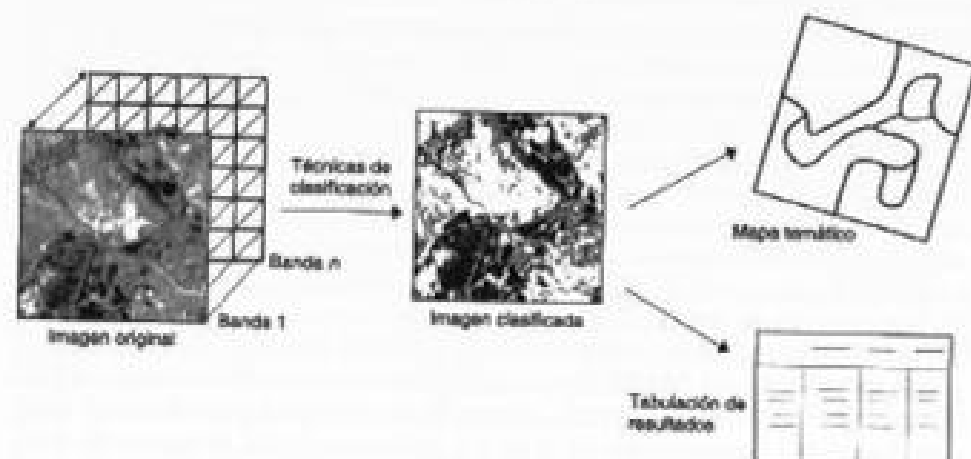 Técnicas de
clasificación
Banda n
Banda 1
Imagen original
Imagen clasificada
Mapa temático
Tabulación de
resultados